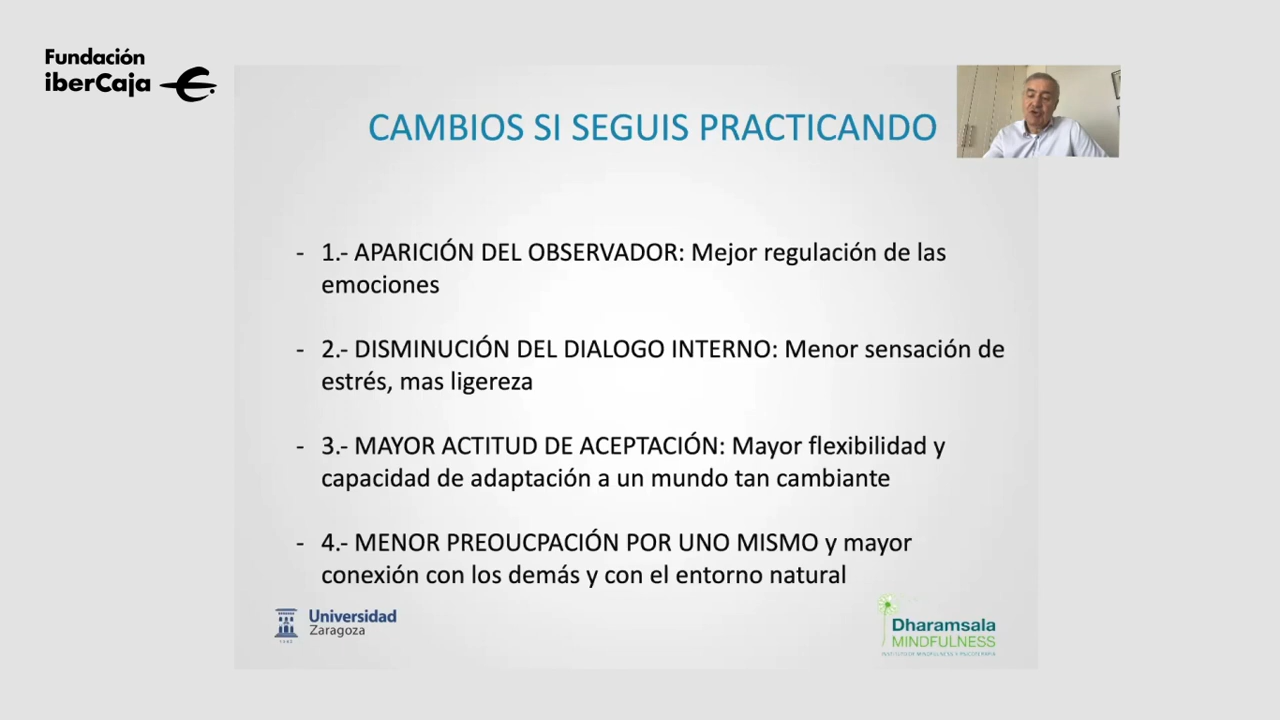 Fundación
iberCaja
CAMBIOS SI SEGUIS PRACTICANDO
- 1.- APARICIÓN DEL OBSERVADOR: Mejor regulación de las
emociones
- 2.- DISMINUCIÓN DEL DIALOGO INTERNO: Menor sensación de
estrés, mas ligereza
- 3.- MAYOR ACTITUD DE ACEPTACIÓN: Mayor flexibilidad y
capacidad de adaptación a un mundo tan cambiante
- 4.- MENOR PREOUCPACIÓN POR UNO MISMO y mayor
conexión con los demás y con el entorno natural
Universidad
Zaragoza
Dharamsala
MINDFULNESS